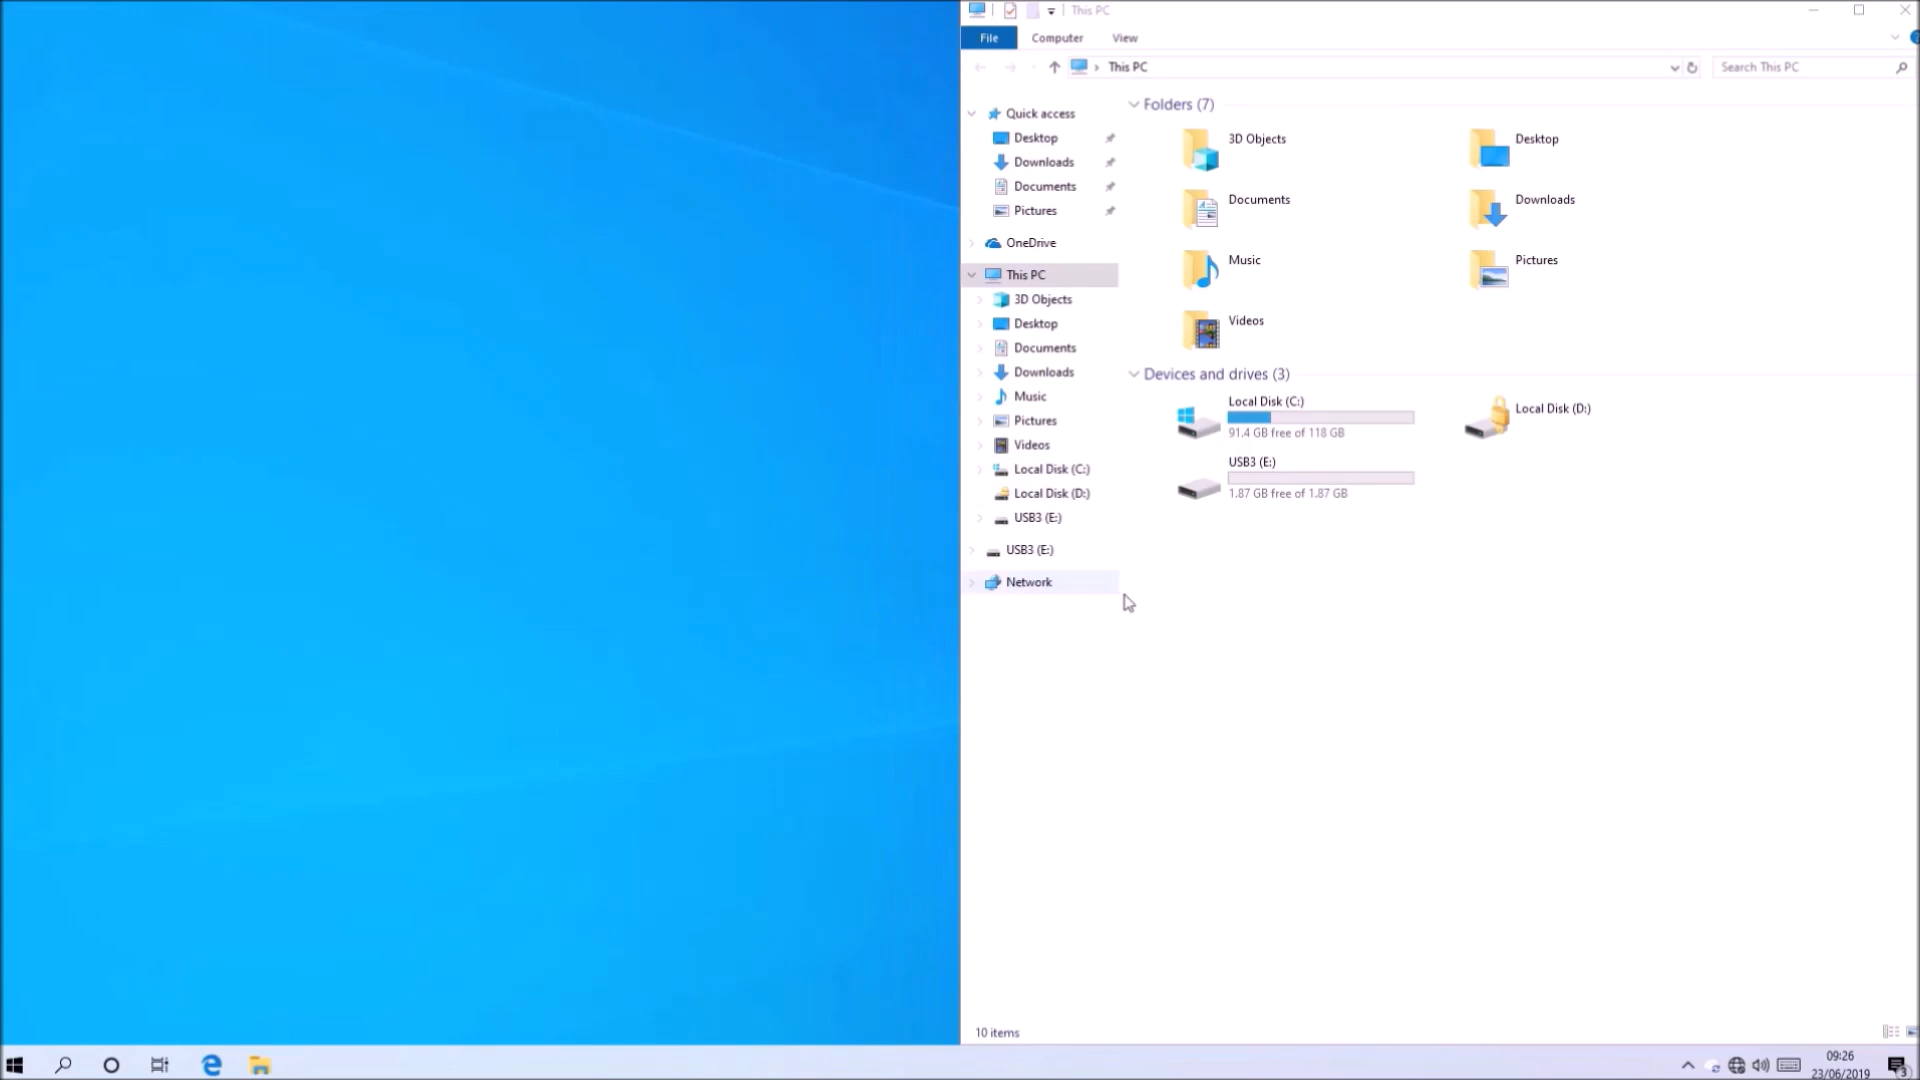 This PC
File
Computer
View
This PC
Search This PC
Quick access
Desktop
Downloads
Documents
Pictures
OneDrive
This PC
3D Objects
Desktop
Documents
Downloads
Music
Pictures
Videos
Local Disk (C:)
Local Disk (D:)
USB3 (E:)
USB3 (E:)
Network
Folders (7)
3D Objects
Desktop
Documents
Downloads
Music
Pictures
Videos
Devices and drives (3)
Local Disk (C:)
91.4 GB free of 118 GB
Local Disk (D:)
USB3 (E:)
1.87 GB free of 1.87 GB
10 items
09:26
23/06/2019
3